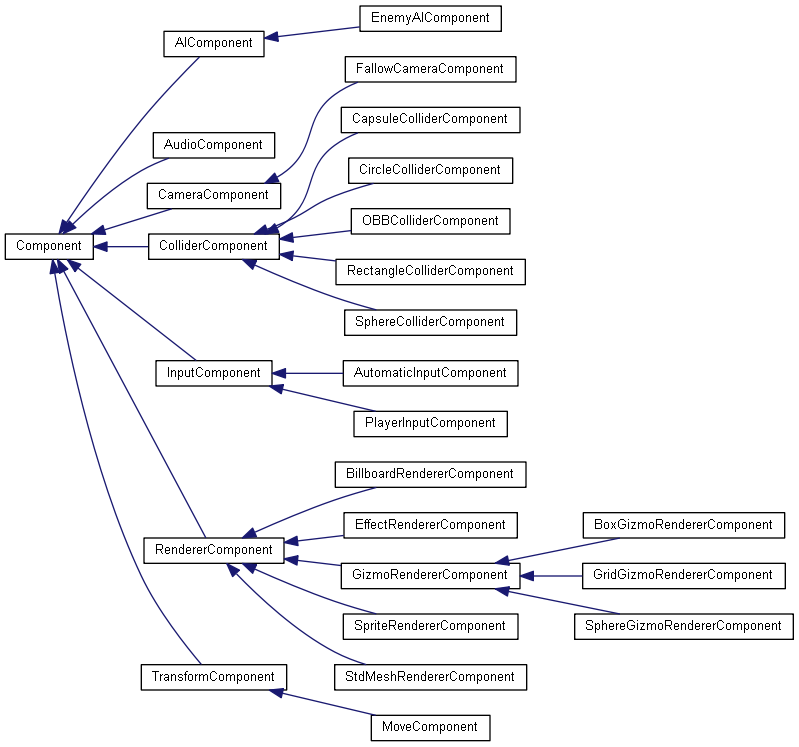 EnemyAIComponent
AIComponent
FallowCameraComponent
CapsuleColliderComponent
AudioComponent
CircleColliderComponent
CameraComponent
OBBColliderComponent
Component
ColliderComponent
RectangleColliderComponent
SphereColliderComponent
InputComponent
AutomaticInputComponent
PlayerInputComponent
BillboardRendererComponent
EffectRendererComponent
BoxGizmoRendererComponent
RendererComponent
GizmoRendererComponent
GridGizmoRendererComponent
SpriteRendererComponent
SphereGizmoRendererComponent
TransformComponent
StdMeshRendererComponent
MoveComponent